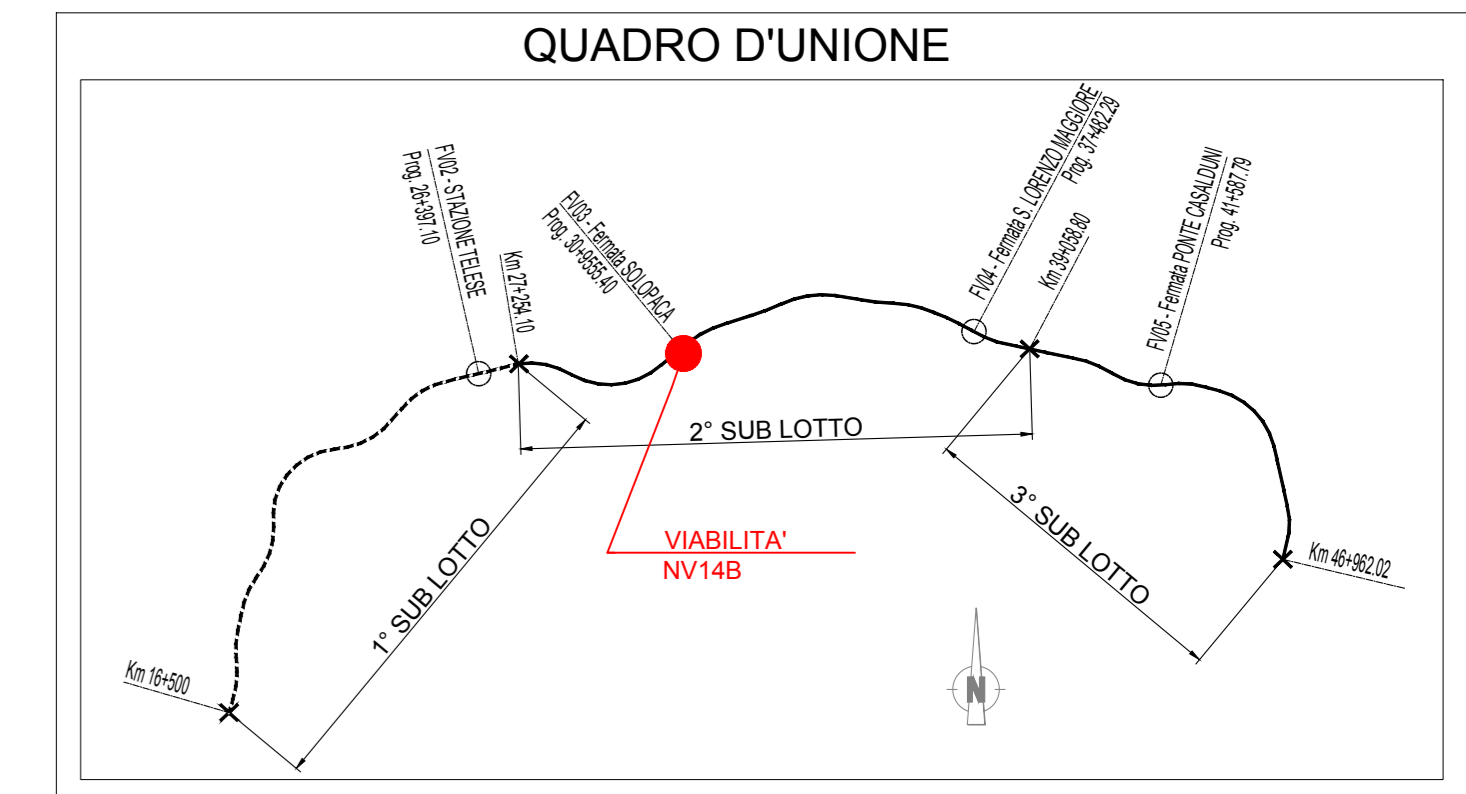 QUADRO D'UNIONE
FV02 - STAZIONE TELESE
Prog. 26+397.10
Km 27+254.10
FV03 - Fermata SOLOPACA
Prog. 30+9555.40
FV04 - Fermata S. LORENZO MAGGIORE
Prog. 37+482.29
Km 39+058.80
FV05 - Fermata PONTE CASALDUNI
Prog. 41+587.79
2° SUB LOTTO
1° SUB LOTTO
3° SUB LOTTO
VIABILITA'
NV14B
Km 46+962.02
Km 16+500
N